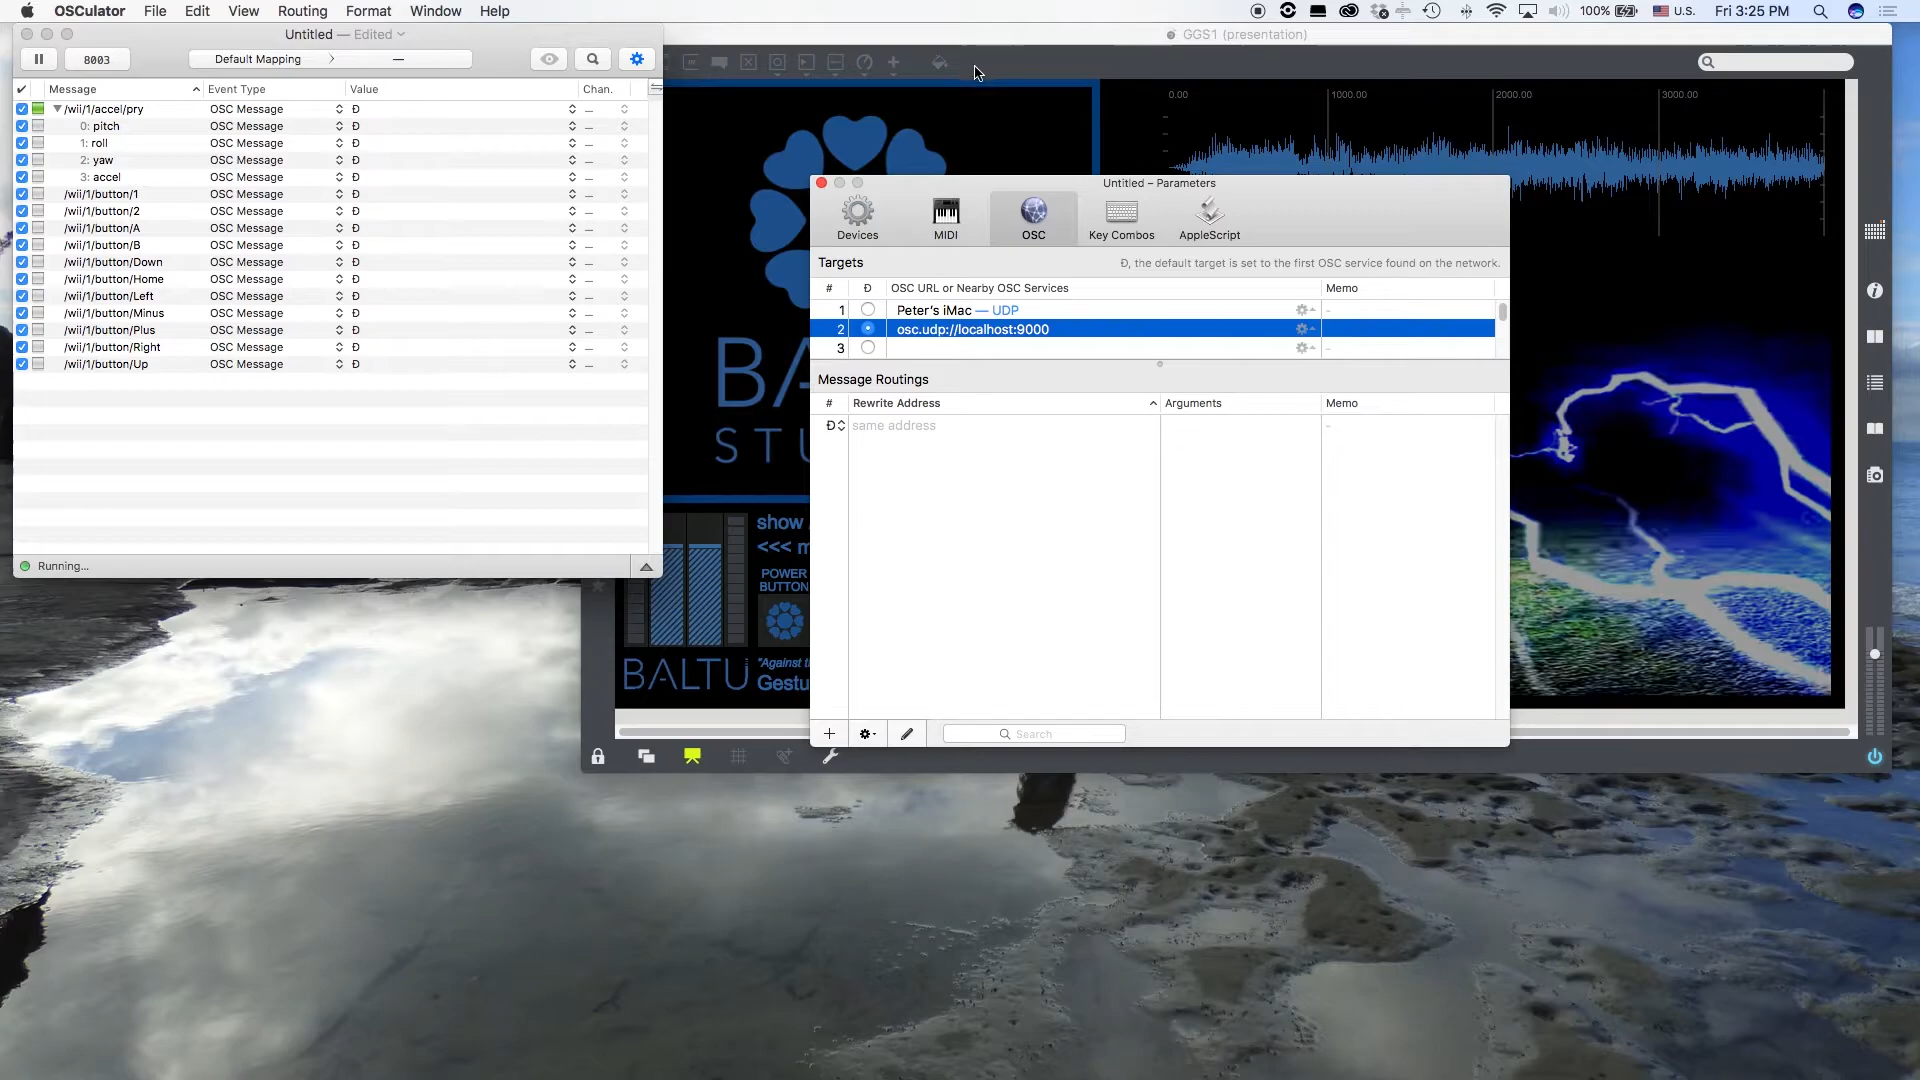 OSCulator File Edit View Routing Format Window Help 100% U.S. Fri 3:25 PM
Untitled — Edited
GGS1 (presentation)
8003 Default Mapping —
Message Event Type Value Chan.
/wii/1/accel/pry OSC Message Đ –
0: pitch OSC Message Đ –
1: roll OSC Message Đ –
2: yaw OSC Message Đ –
3: accel OSC Message Đ –
/wii/1/button/1 OSC Message Đ –
/wii/1/button/2 OSC Message Đ –
/wii/1/button/A OSC Message Đ –
/wii/1/button/B OSC Message Đ –
/wii/1/button/Down OSC Message Đ –
/wii/1/button/Home OSC Message Đ –
/wii/1/button/Left OSC Message Đ –
/wii/1/button/Minus OSC Message Đ –
/wii/1/button/Plus OSC Message Đ –
/wii/1/button/Right OSC Message Đ –
/wii/1/button/Up OSC Message Đ –
Running...
0.00 1000.00 2000.00 3000.00
Untitled – Parameters
Devices MIDI OSC Key Combos AppleScript
Targets Đ, the default target is set to the first OSC service found on the network.
# Đ OSC URL or Nearby OSC Services Memo
1 Peter's iMac — UDP –
2 osc.udp://localhost:9000
3 –
Message Routings
# Rewrite Address Arguments Memo
Đ same address –
Search
BA
STU
show
<<< m
POWER
BUTTON
BALTU
"Against t
Gestu